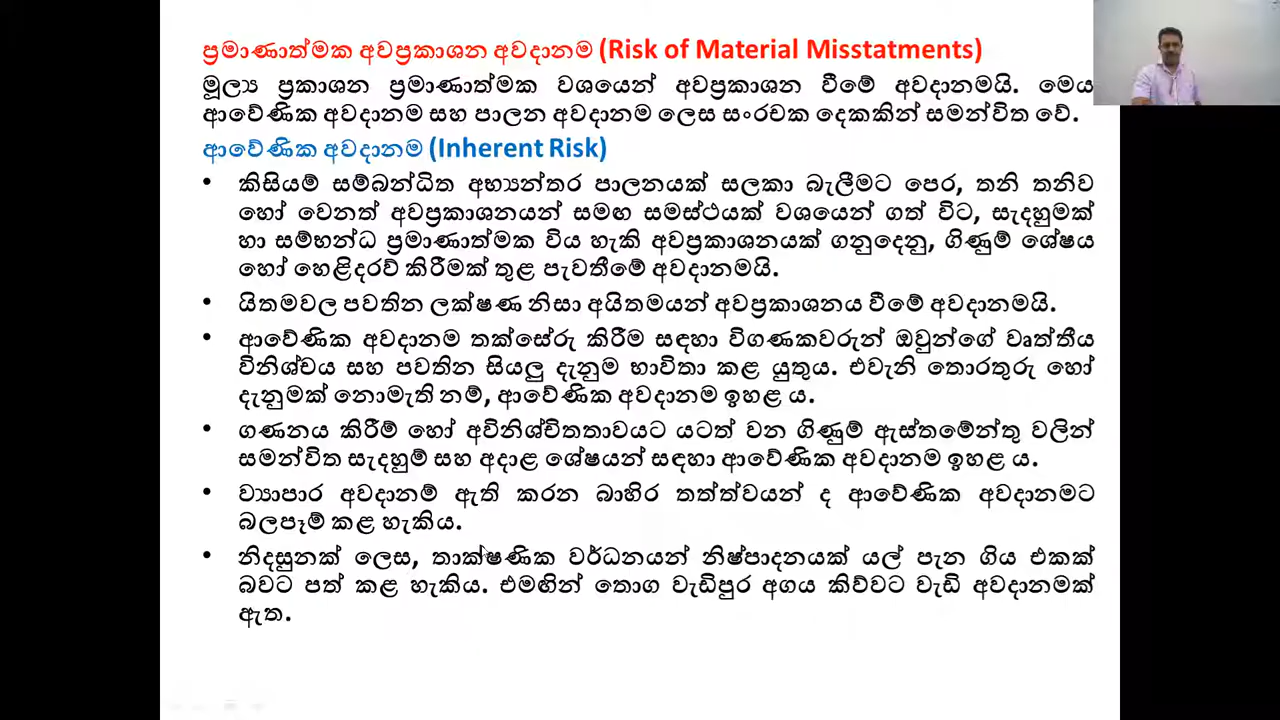 ප්‍රමාණාත්මක අවප්‍රකාශන අවදානම (Risk of Material Misstatments)
මූල්‍ය ප්‍රකාශන ප්‍රමාණාත්මක වශයෙන් අවප්‍රකාශන වීමේ අවදානමයි. මෙය
ආවේණික අවදානම සහ පාලන අවදානම ලෙස සංරචක දෙකකින් සමන්විත වේ.
ආවේණික අවදානම (Inherent Risk)
• කිසියම් සම්බන්ධිත අභ්‍යන්තර පාලනයක් සලකා බැලීමට පෙර, තනි තනිව
හෝ වෙනත් අවප්‍රකාශනයන් සමඟ සමස්ථයක් වශයෙන් ගත් විට, සැදහුමක්
හා සම්භන්ධ ප්‍රමාණාත්මක විය හැකි අවප්‍රකාශනයක් ගනුදෙනු, ගිණුම් ශේෂය
හෝ හෙළිදරව් කිරීමක් තුළ පැවතීමේ අවදානමයි.
• යිතමවල පවතින ලක්ෂණ නිසා අයිතමයන් අවප්‍රකාශනය වීමේ අවදානමයි.
• ආවේණික අවදානම තක්සේරු කිරීම සඳහා විගණකවරුන් ඔවුන්ගේ වෘත්තීය
විනිශ්චය සහ පවතින සියලු දැනුම භාවිතා කළ යුතුය. එවැනි තොරතුරු හෝ
දැනුමක් නොමැති නම්, ආවේණික අවදානම ඉහළ ය.
• ගණනය කිරීම් හෝ අවිනිශ්චිතතාවයට යටත් වන ගිණුම් ඇස්තමේන්තු වලින්
සමන්විත සැදහුම් සහ අදාළ ශේෂයන් සඳහා ආවේණික අවදානම ඉහළ ය.
• ව්‍යාපාර අවදානම් ඇති කරන බාහිර තත්ත්වයන් ද ආවේණික අවදානමට
බලපෑම් කළ හැකිය.
• නිදසුනක් ලෙස, තාක්ෂණික වර්ධනයන් නිෂ්පාදනයක් යල් පැන ගිය එකක්
බවට පත් කළ හැකිය. එමඟින් තොග වැඩිපුර අගය කිව්වට වැඩි අවදානමක්
ඇත.